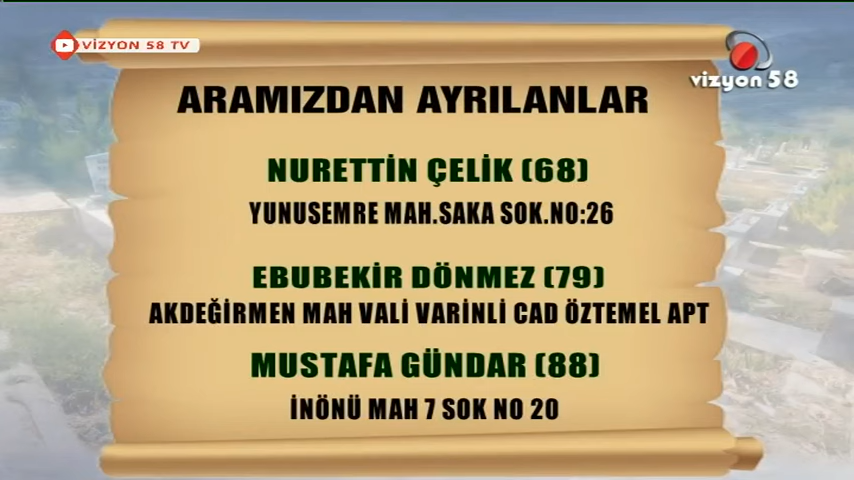 VİZYON 58 TV
vizyon 58
ARAMIZDAN AYRILANLAR
NURETTİN ÇELİK (68)
YUNUSEMRE MAH.SAKA SOK.NO:26
EBUBEKİR DÖNMEZ (79)
AKDEĞİRMEN MAH VALİ VARİNLİ CAD ÖZTEMEL APT
MUSTAFA GÜNDAR (88)
İNÖNÜ MAH 7 SOK NO 20